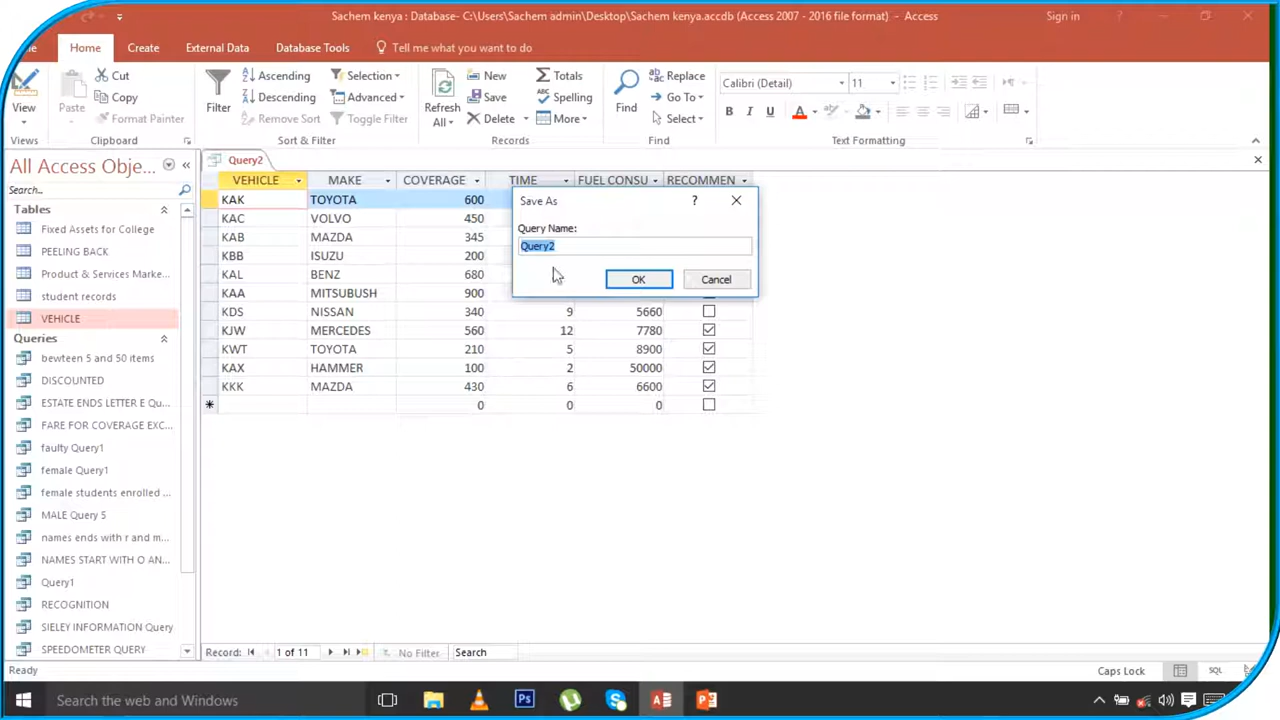 Sachem kenya : Database- C:\Users\Sachem admin\Desktop\Sachem kenya.accdb (Access 2007 - 2016 file format) - Access
Sign in
?
Home Create External Data Database Tools Tell me what you want to do
View
Views
Paste
Cut
Copy
Format Painter
Clipboard
Filter
Ascending
Descending
Remove Sort
Selection
Advanced
Toggle Filter
Sort & Filter
Refresh
All
New
Save
Delete
Totals
Spelling
More
Records
Find
Replace
Go To
Select
Find
Calibri (Detail) 11
B I U A
Text Formatting
All Access Obje...
Search..
Tables
Fixed Assets for College
PEELING BACK
Product & Services Marke...
student records
VEHICLE
Queries
bewteen 5 and 50 items
DISCOUNTED
ESTATE ENDS LETTER E Qu...
FARE FOR COVERAGE EXC...
faulty Query1
female Query1
female students enrolled ...
MALE Query 5
names ends with r and m...
NAMES START WITH O AN...
Query1
RECOGNITION
SIELEY INFORMATION Query
SPEEDOMETER QUERY
Query2
VEHICLE MAKE COVERAGE TIME FUEL CONSU RECOMMEN
KAK TOYOTA 600
KAC VOLVO 450
KAB MAZDA 345
KBB ISUZU 200
KAL BENZ 680
KAA MITSUBUSH 900
KDS NISSAN 340 9 5660
KJW MERCEDES 560 12 7780
KWT TOYOTA 210 5 8900
KAX HAMMER 100 2 50000
KKK MAZDA 430 6 6600
* 0 0 0
Save As ?
Query Name:
Query2
OK Cancel
Record: 1 of 11 No Filter Search
Ready
Caps Lock SQL
Search the web and Windows
Ps